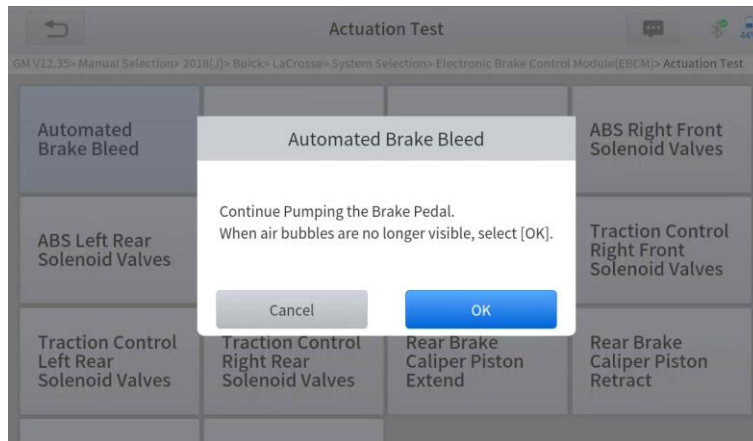 Actuation Test
GM V12.35> Manual Selection> 2018(J)> Buick> LaCrosse> System Selection> Electronic Brake Control Module(EBCM)> Actuation Test
Automated
Brake Bleed
ABS Right Front
Solenoid Valves
Automated Brake Bleed
Continue Pumping the Brake Pedal.
When air bubbles are no longer visible, select [OK].
Cancel
OK
ABS Left Rear
Solenoid Valves
Traction Control
Right Front
Solenoid Valves
Traction Control
Left Rear
Solenoid Valves
Traction Control
Right Rear
Solenoid Valves
Rear Brake
Caliper Piston
Extend
Rear Brake
Caliper Piston
Retract